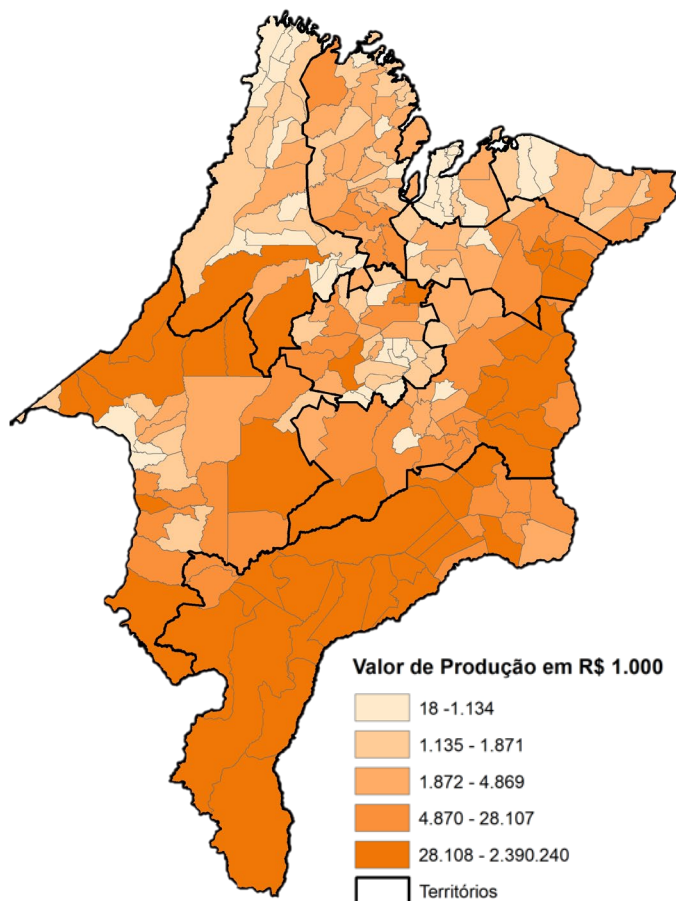 Valor de Produção em R$ 1.000
18 -1.134
1.135 - 1.871
1.872 - 4.869
4.870 - 28.107
28.108 - 2.390.240
Territórios